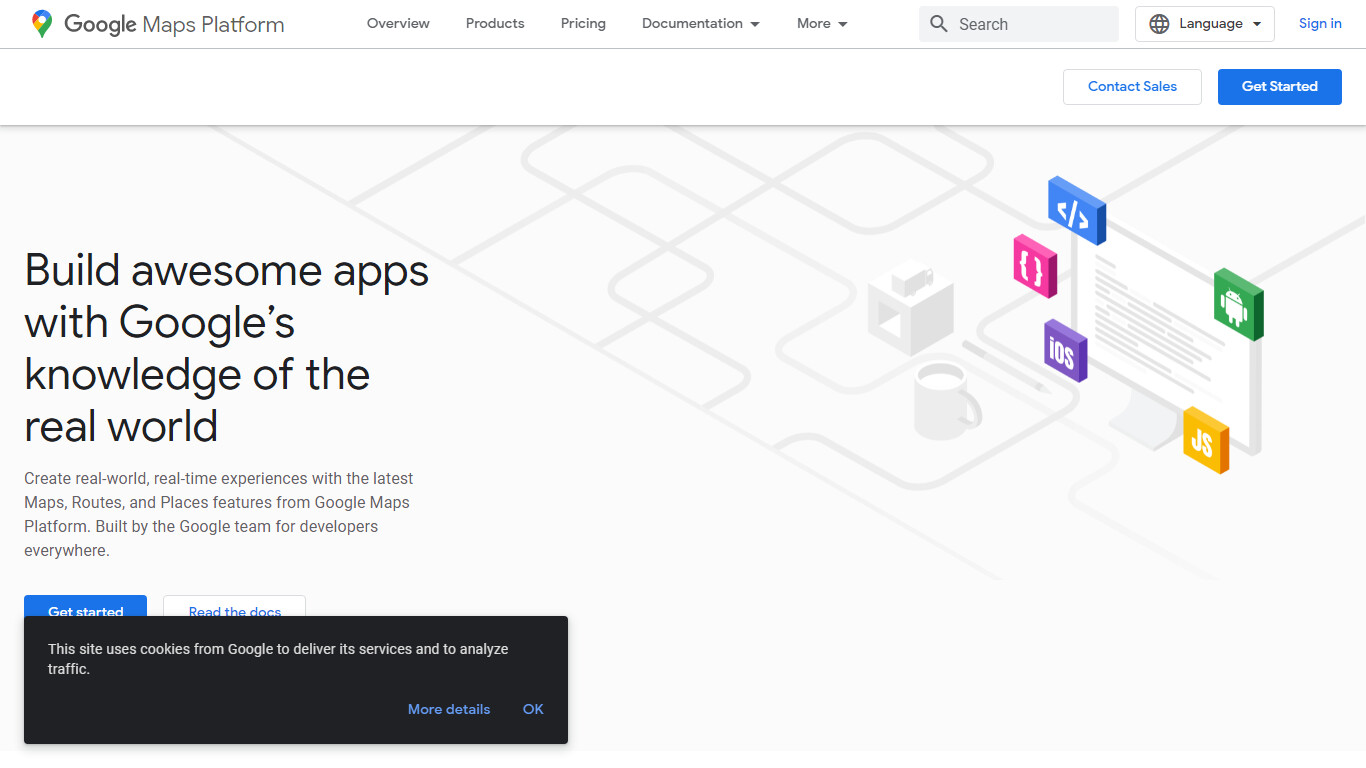 Google Maps Platform
Overview
Products
Pricing
Documentation
More
Search
Language
Sign in
Contact Sales
Get Started
Build awesome apps
with Google’s
knowledge of the
real world
Create real-world, real-time experiences with the latest
Maps, Routes, and Places features from Google Maps
Platform. Built by the Google team for developers
everywhere.
Get started
Read the docs
</>
{ }
iOS
JS
This site uses cookies from Google to deliver its services and to analyze
traffic.
More details
OK